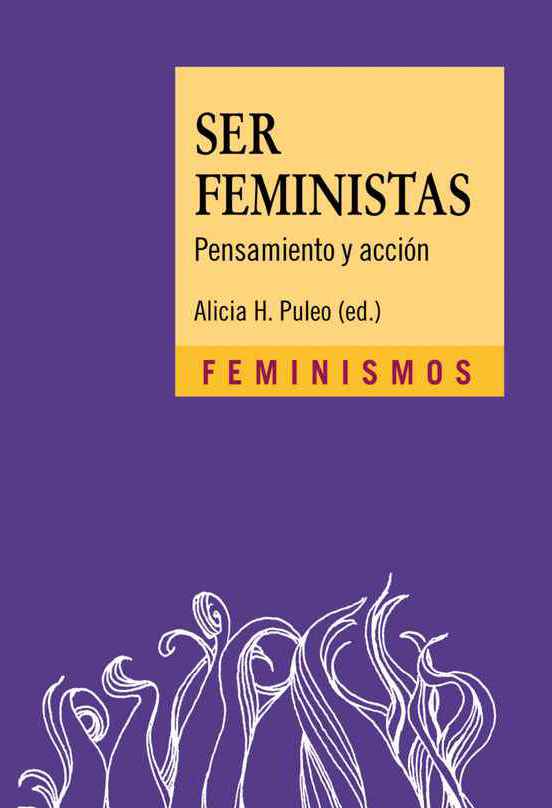 SER
FEMINISTAS
Pensamiento y acción
Alicia H. Puleo (ed.)
FEMINISMOS